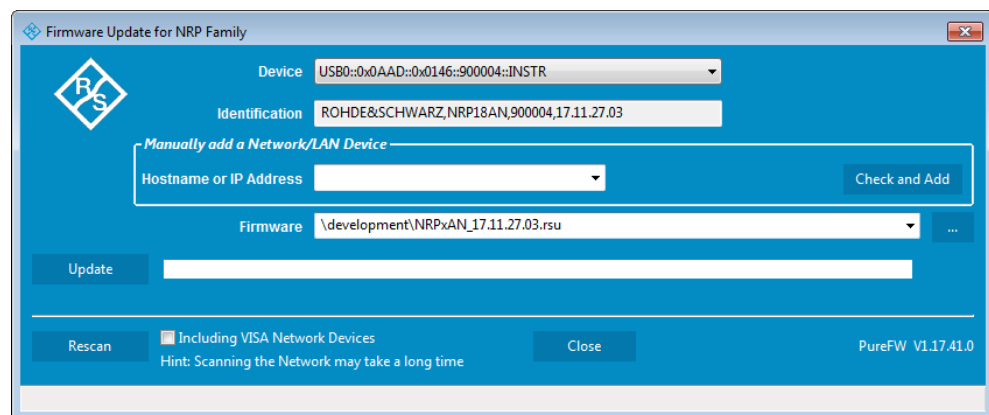 Firmware Update for NRP Family
R S
Device USB0::0x0AAD::0x0146::900004::INSTR
Identification ROHDE&SCHWARZ,NRP18AN,900004,17.11.27.03
Manually add a Network/LAN Device
Hostname or IP Address
Check and Add
Firmware \development\NRPxAN_17.11.27.03.rsu ...
Update
Rescan
Including VISA Network Devices
Hint: Scanning the Network may take a long time
Close
PureFW V1.17.41.0